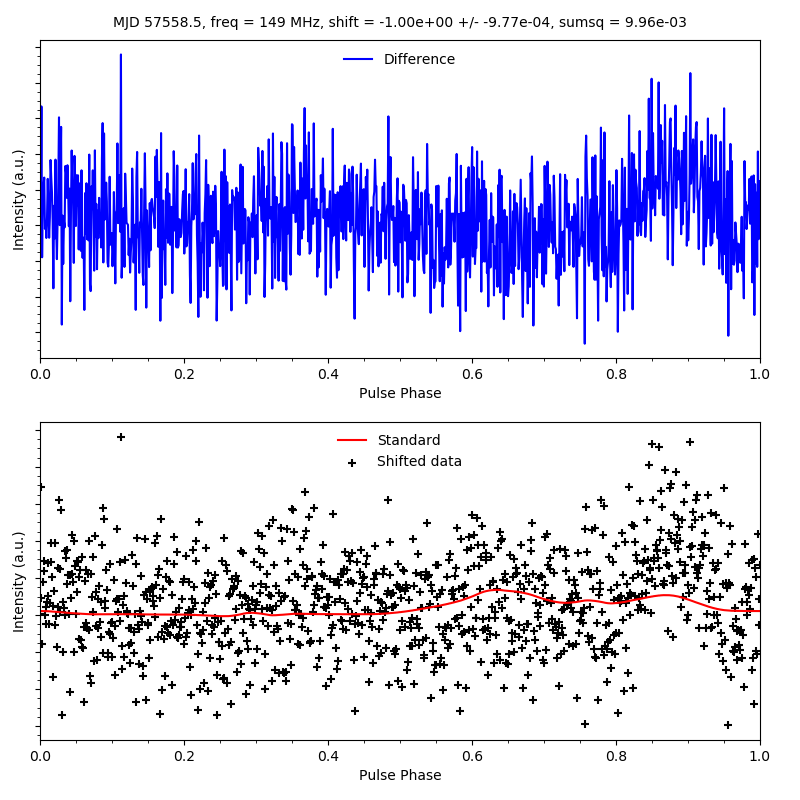 MJD 57558.5, freq = 149 MHz, shift = -1.00e+00 +/- -9.77e-04, sumsq = 9.96e-03
Difference
Intensity (a.u.)
0.0 0.2 0.4 0.6 0.8 1.0
Pulse Phase
Standard
Shifted data
Intensity (a.u.)
0.0 0.2 0.4 0.6 0.8 1.0
Pulse Phase